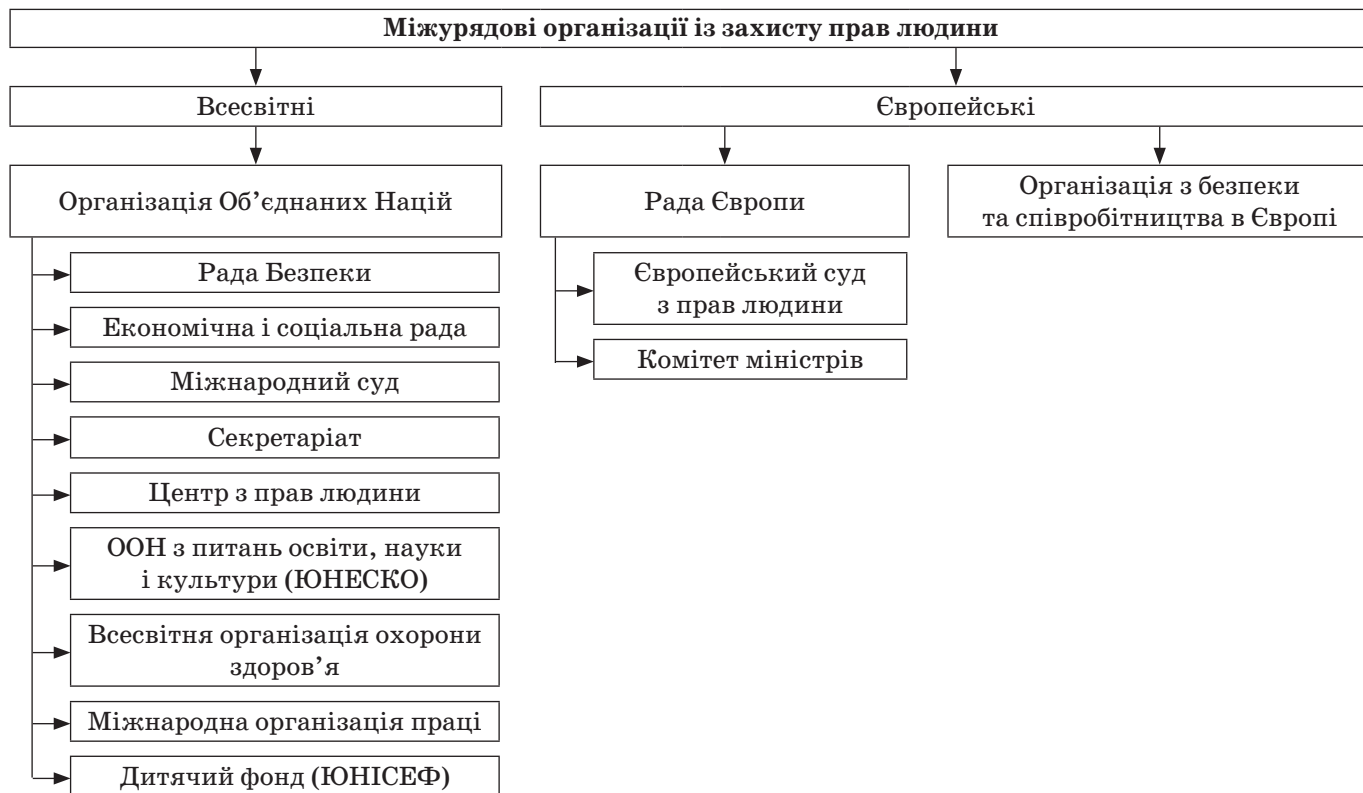 Міжурядові організації із захисту прав людини
Всесвітні
Європейські
Організація Об’єднаних Націй
Рада Європи
Організація з безпеки
та співробітництва в Європі
Рада Безпеки
Економічна і соціальна рада
Міжнародний суд
Секретаріат
Центр з прав людини
ООН з питань освіти, науки
і культури (ЮНЕСКО)
Всесвітня організація охорони
здоров’я
Міжнародна організація праці
Дитячий фонд (ЮНІСЕФ)
Європейський суд
з прав людини
Комітет міністрів